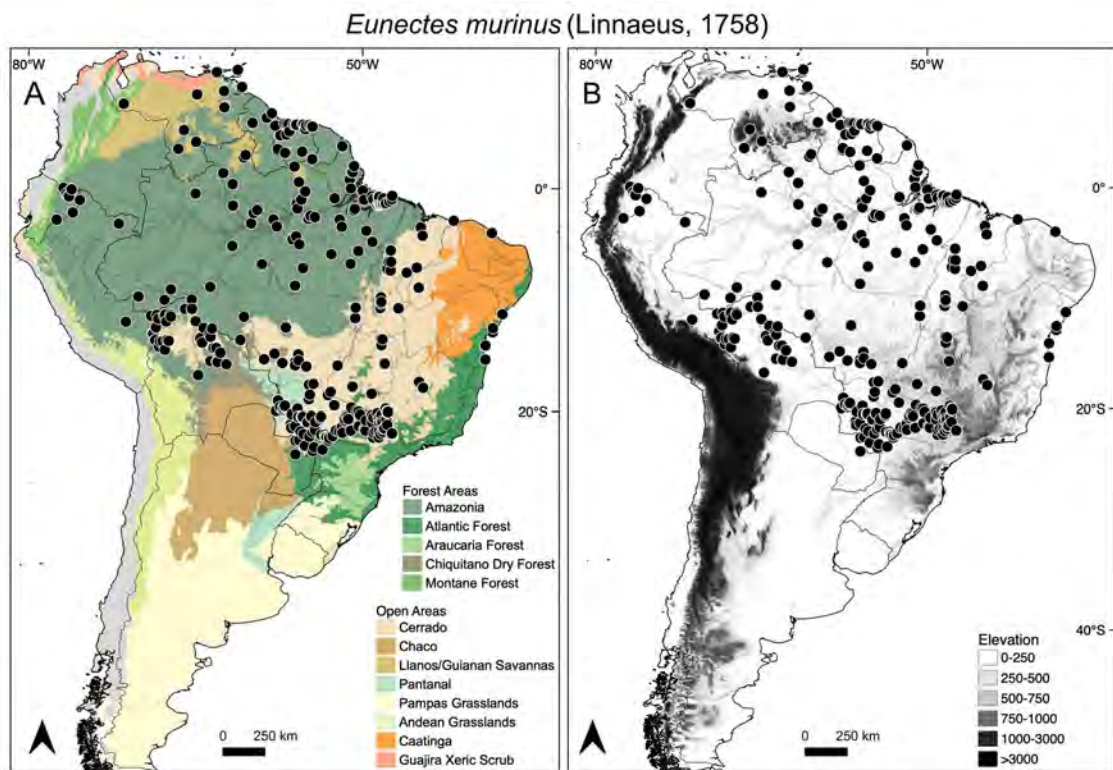 Eunectes murinus (Linnaeus, 1758)
80°W
50°W
A
0°
20°S
Forest Areas
Amazonia
Atlantic Forest
Araucaria Forest
Chiquitano Dry Forest
Montane Forest
Open Areas
Cerrado
Chaco
Llanos/Guianan Savannas
Pantanal
Pampas Grasslands
Andean Grasslands
Caatinga
Guajira Xeric Scrub
0 250 km
80°W
50°W
B
0°
20°S
40°S
Elevation
0-250
250-500
500-750
750-1000
1000-3000
>3000
0 250 km